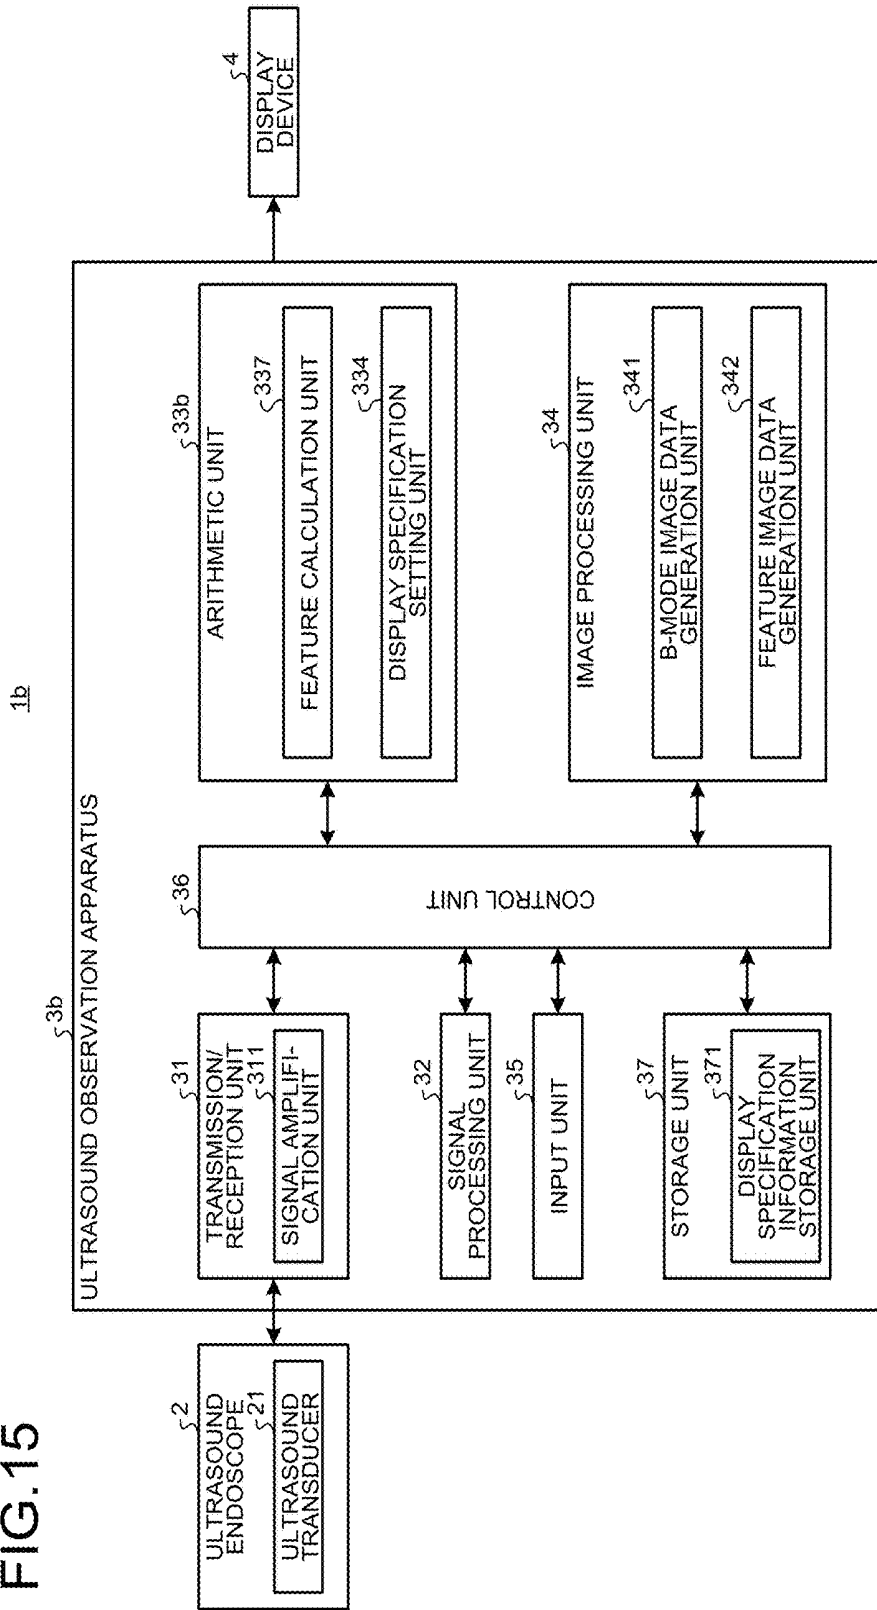 FIG.15
1b
2
ULTRASOUND
ENDOSCOPE
21
ULTRASOUND
TRANSDUCER
3b
ULTRASOUND OBSERVATION APPARATUS
31
TRANSMISSION/
RECEPTION UNIT
311
SIGNAL AMPLIFI-
CATION UNIT
32
SIGNAL
PROCESSING UNIT
35
INPUT UNIT
37
STORAGE UNIT
371
DISPLAY
SPECIFICATION
INFORMATION
STORAGE UNIT
36
CONTROL UNIT
33b
ARITHMETIC UNIT
337
FEATURE CALCULATION UNIT
334
DISPLAY SPECIFICATION
SETTING UNIT
34
IMAGE PROCESSING UNIT
341
B-MODE IMAGE DATA
GENERATION UNIT
342
FEATURE IMAGE DATA
GENERATION UNIT
4
DISPLAY
DEVICE